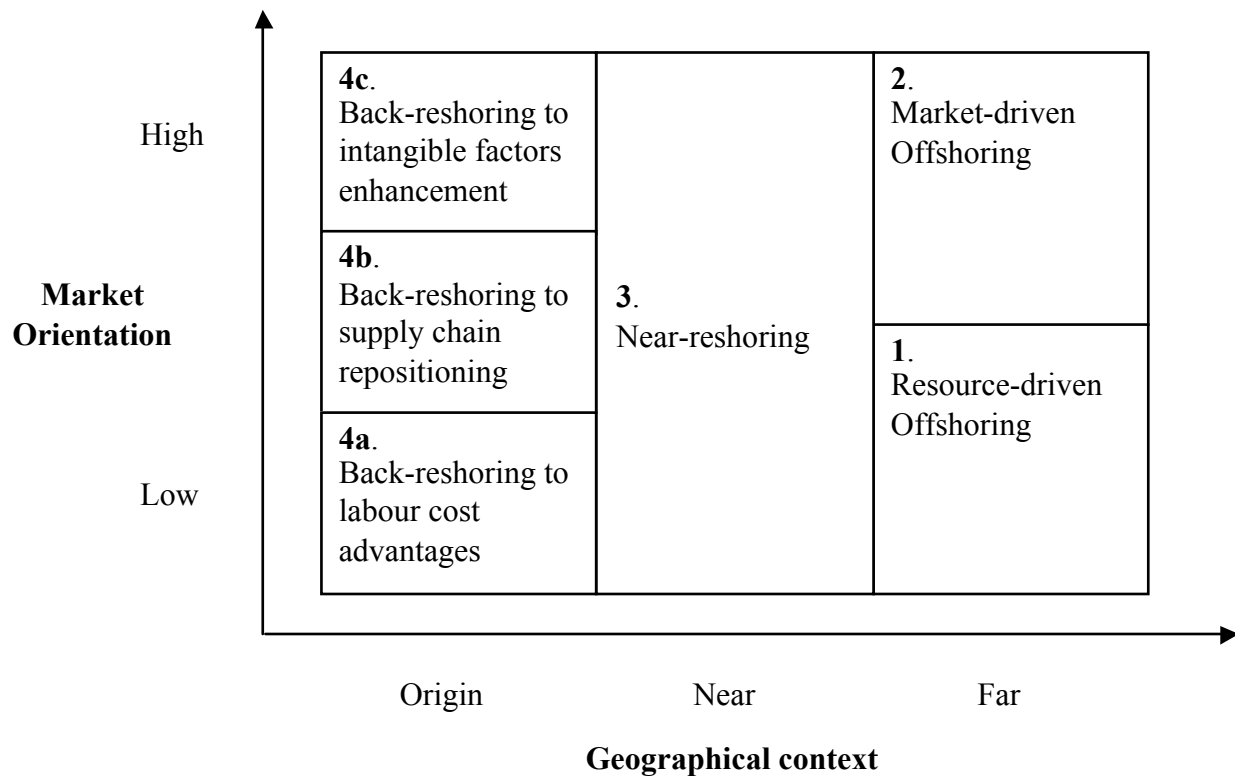 4c.
Back-reshoring to
intangible factors
enhancement
2.
Market-driven
Offshoring
High
4b.
Back-reshoring to
supply chain
repositioning
Market
Orientation
3.
Near-reshoring
1.
Resource-driven
Offshoring
4a.
Back-reshoring to
labour cost
advantages
Low
Origin
Near
Far
Geographical context